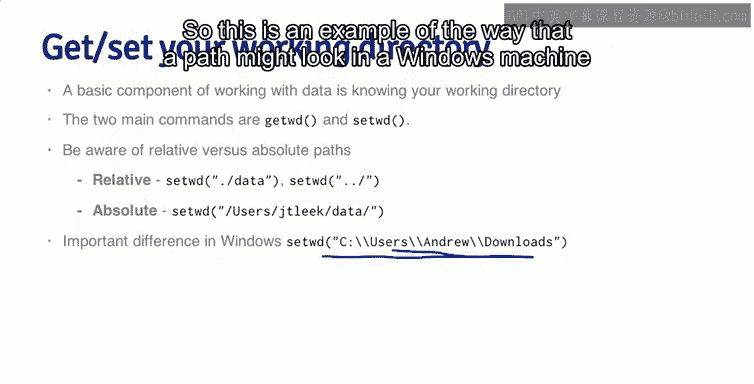 So this is an example of the way that
Get/set your working directory
a path might look in a Windows machine
· A basic component of working with data is knowing your working directory
· The two main commands are getwd() and setwd().
· Be aware of relative versus absolute paths
- Relative - setwd("./data"), setwd("../")
- Absolute - setwd("/Users/jtleek/data/")
· Important difference in Windows setwd("C:\\Users\\Andrew\\Downloads")